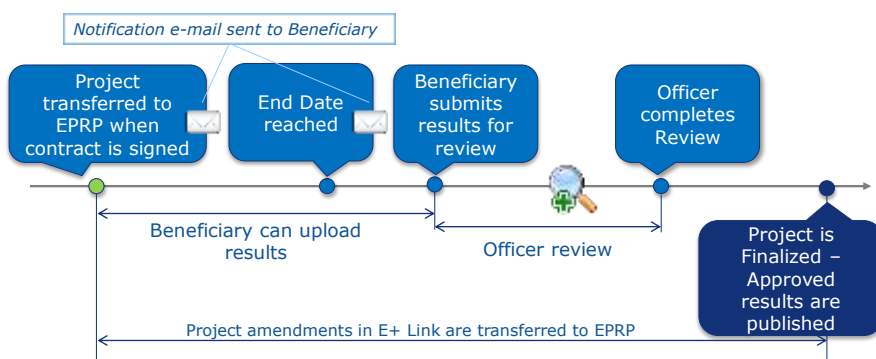 Notification e-mail sent to Beneficiary
Project
transferred to
EPRP when
contract is signed
End Date
reached
Beneficiary
submits
results for
review
Officer
completes
Review
Beneficiary can upload
results
Officer review
Project is
Finalized –
Approved
results are
published
Project amendments in E+ Link are transferred to EPRP